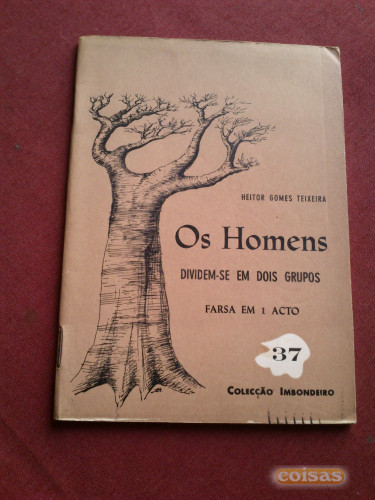 HEITOR GOMES TEIXEIRA
Os Homens
DIVIDEM-SE EM DOIS GRUPOS
FARSA EM 1 ACTO
37
COLECÇÃO IMBONDEIRO
coisas